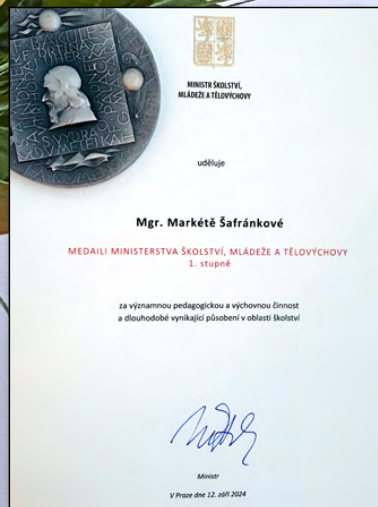 MINISTR ŠKOLSTVÍ,
MLÁDEŽE A TĚLOVÝCHOVY
uděluje
Mgr. Markétě Šafránkové
MEDAILI MINISTERSTVA ŠKOLSTVÍ, MLÁDEŽE A TĚLOVÝCHOVY
1. stupně
za významnou pedagogickou a výchovnou činnost
a dlouhodobé vynikající působení v oblasti školství
Ministr
V Praze dne 12. září 2024